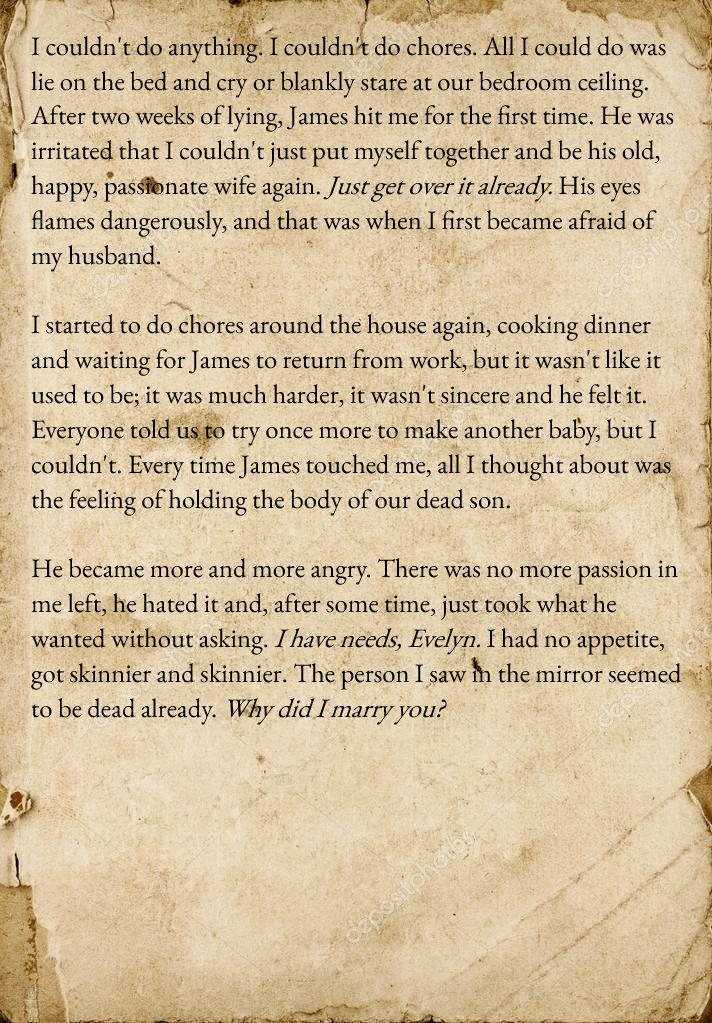 I couldn't do anything. I couldn't do chores. All I could do was
lie on the bed and cry or blankly stare at our bedroom ceiling.
After two weeks of lying, James hit me for the first time. He was
irritated that I couldn't just put myself together and be his old,
happy, passionate wife again. Just get over it already. His eyes
flames dangerously, and that was when I first became afraid of
my husband.
I started to do chores around the house again, cooking dinner
and waiting for James to return from work, but it wasn't like it
used to be; it was much harder, it wasn't sincere and he felt it.
Everyone told us to try once more to make another baby, but I
couldn't. Every time James touched me, all I thought about was
the feeling of holding the body of our dead son.
He became more and more angry. There was no more passion in
me left, he hated it and, after some time, just took what he
wanted without asking. I have needs, Evelyn. I had no appetite,
got skinnier and skinnier. The person I saw in the mirror seemed
to be dead already. Why did I marry you?
depositphotos